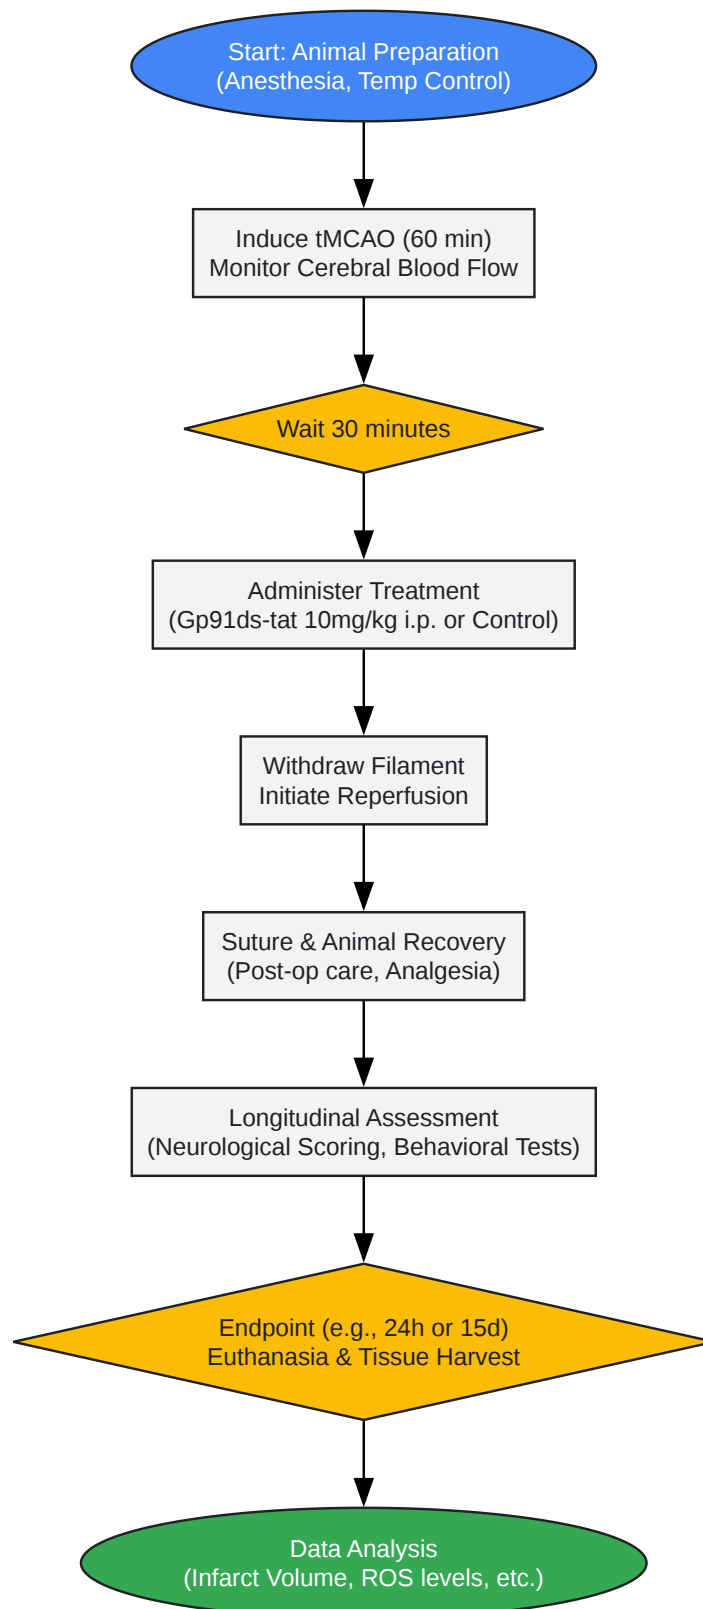 Start: Animal Preparation
(Anesthesia, Temp Control)
Induce tMCAO (60 min)
Monitor Cerebral Blood Flow
Wait 30 minutes
Administer Treatment
(Gp91ds-tat 10mg/kg i.p. or Control)
Withdraw Filament
Initiate Reperfusion
Suture & Animal Recovery
(Post-op care, Analgesia)
Longitudinal Assessment
(Neurological Scoring, Behavioral Tests)
Endpoint (e.g., 24h or 15d)
Euthanasia & Tissue Harvest
Data Analysis
(Infarct Volume, ROS levels, etc.)